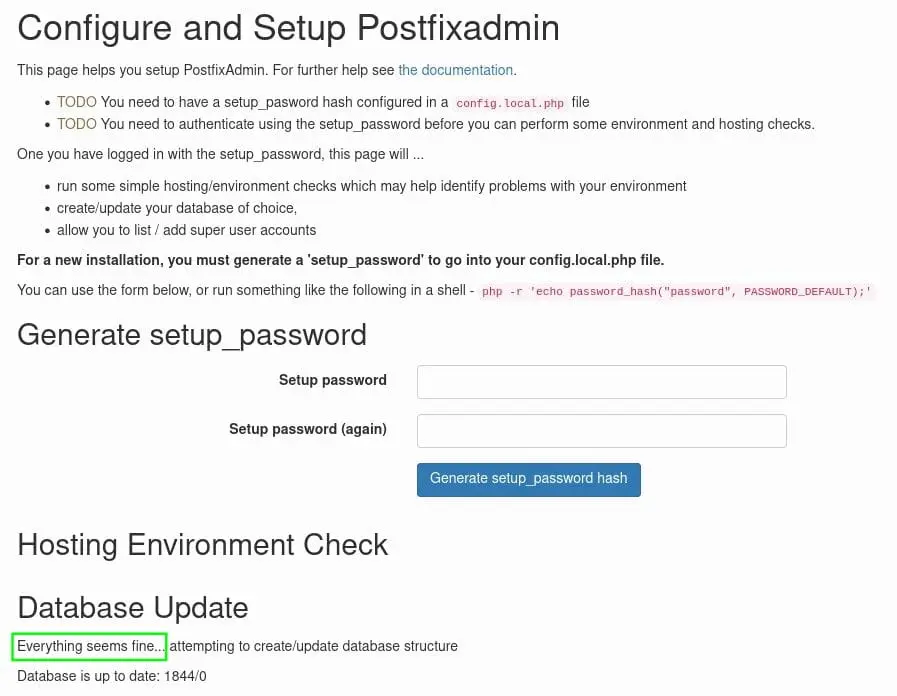 Configure and Setup Postfixadmin
This page helps you setup PostfixAdmin. For further help see the documentation.
TODO You need to have a setup_pasword hash configured in a config.local.php file
TODO You need to authenticate using the setup_password before you can perform some environment and hosting checks.
One you have logged in with the setup_password, this page will ...
run some simple hosting/environment checks which may help identify problems with your environment
create/update your database of choice,
allow you to list / add super user accounts
For a new installation, you must generate a 'setup_password' to go into your config.local.php file.
You can use the form below, or run something like the following in a shell - php -r 'echo password_hash("password", PASSWORD_DEFAULT);'
Generate setup_password
Setup password
Setup password (again)
Generate setup_password hash
Hosting Environment Check
Database Update
Everything seems fine... attempting to create/update database structure
Database is up to date: 1844/0